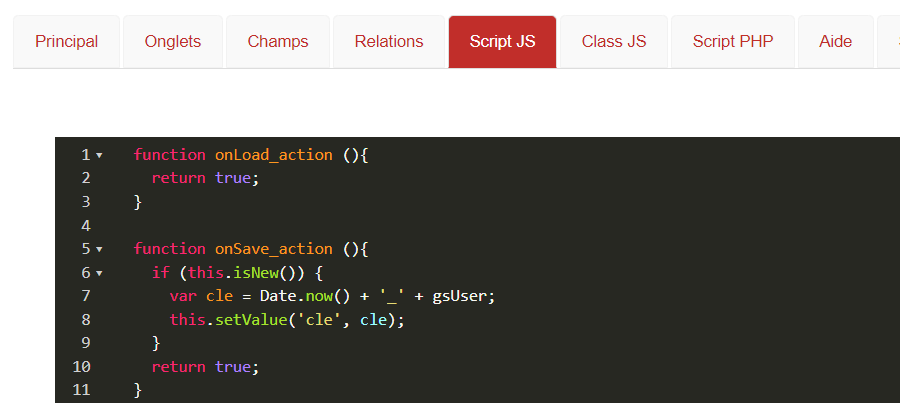 Principal Onglets Champs Relations Script JS Class JS Script PHP Aide
1 function onLoad_action (){
2 return true;
3 }
4
5 function onSave_action (){
6 if (this.isNew()) {
7 var cle = Date.now() + '_' + gsUser;
8 this.setValue('cle', cle);
9 }
10 return true;
11 }